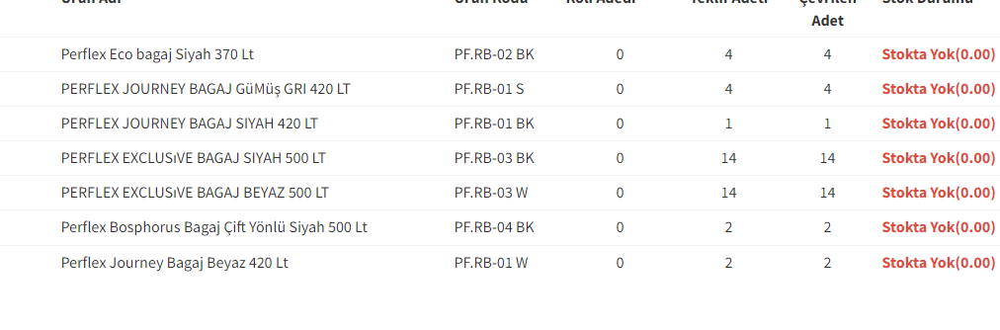 Adet
Perflex Eco bagaj Siyah 370 Lt PF.RB-02 BK 0 4 4 Stokta Yok(0.00)
PERFLEX JOURNEY BAGAJ GüMüş GRI 420 LT PF.RB-01 S 0 4 4 Stokta Yok(0.00)
PERFLEX JOURNEY BAGAJ SIYAH 420 LT PF.RB-01 BK 0 1 1 Stokta Yok(0.00)
PERFLEX EXCLUSıVE BAGAJ SIYAH 500 LT PF.RB-03 BK 0 14 14 Stokta Yok(0.00)
PERFLEX EXCLUSıVE BAGAJ BEYAZ 500 LT PF.RB-03 W 0 14 14 Stokta Yok(0.00)
Perflex Bosphorus Bagaj Çift Yönlü Siyah 500 Lt PF.RB-04 BK 0 2 2 Stokta Yok(0.00)
Perflex Journey Bagaj Beyaz 420 Lt PF.RB-01 W 0 2 2 Stokta Yok(0.00)